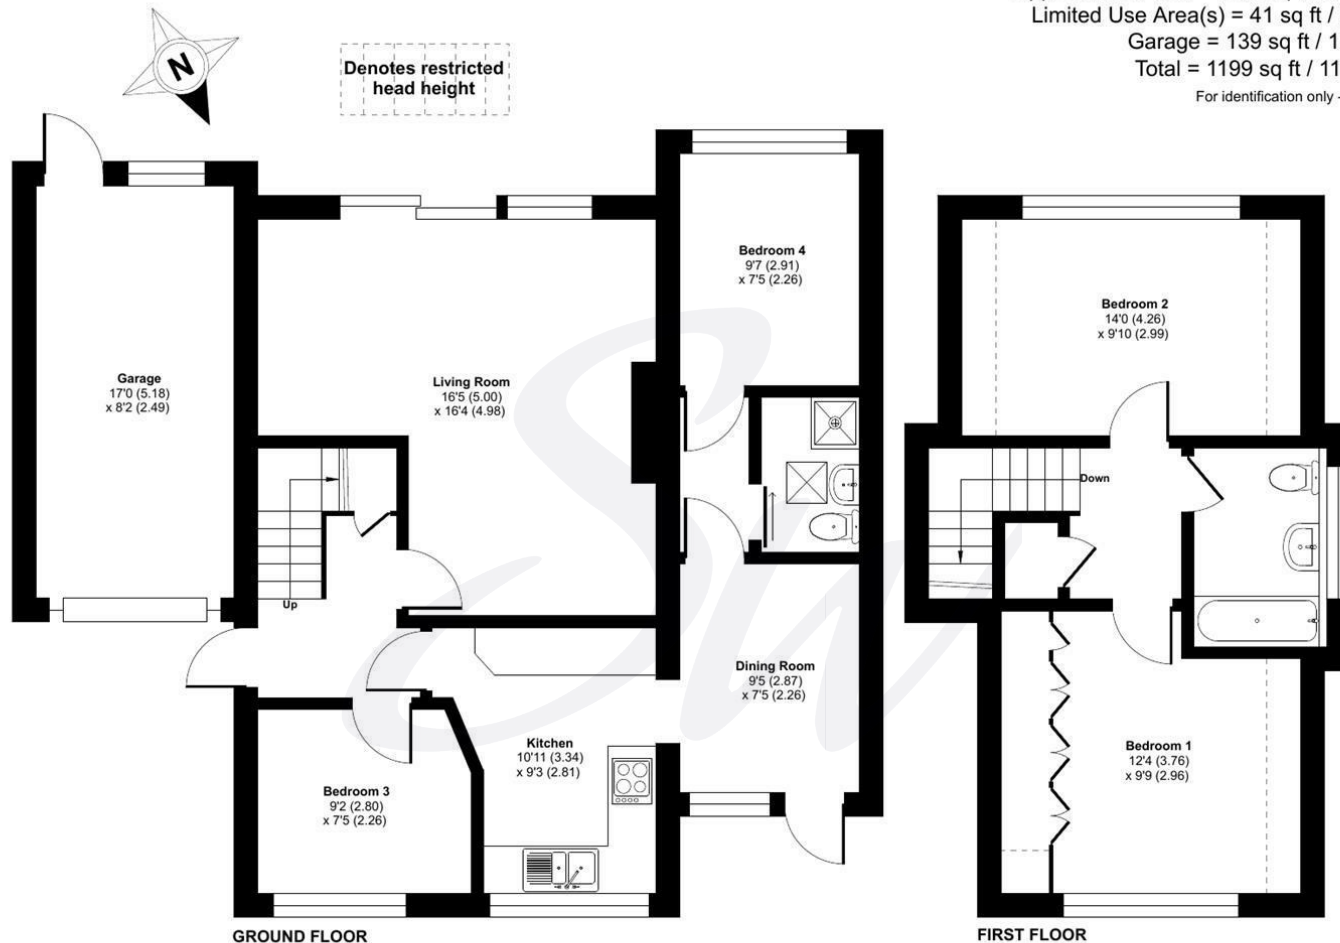 Limited Use Area(s) = 41 sq ft /
Garage = 139 sq ft / 1
Total = 1199 sq ft / 11
For identification only -
N
Denotes restricted
head height
Garage
17'0 (5.18)
x 8'2 (2.49)
Living Room
16'5 (5.00)
x 16'4 (4.98)
Bedroom 4
9'7 (2.91)
x 7'5 (2.26)
Bedroom 2
14'0 (4.26)
x 9'10 (2.99)
Down
Up
Dining Room
9'5 (2.87)
x 7'5 (2.26)
Kitchen
10'11 (3.34)
x 9'3 (2.81)
Bedroom 3
9'2 (2.80)
x 7'5 (2.26)
Bedroom 1
12'4 (3.76)
x 9'9 (2.96)
Sw
GROUND FLOOR
FIRST FLOOR